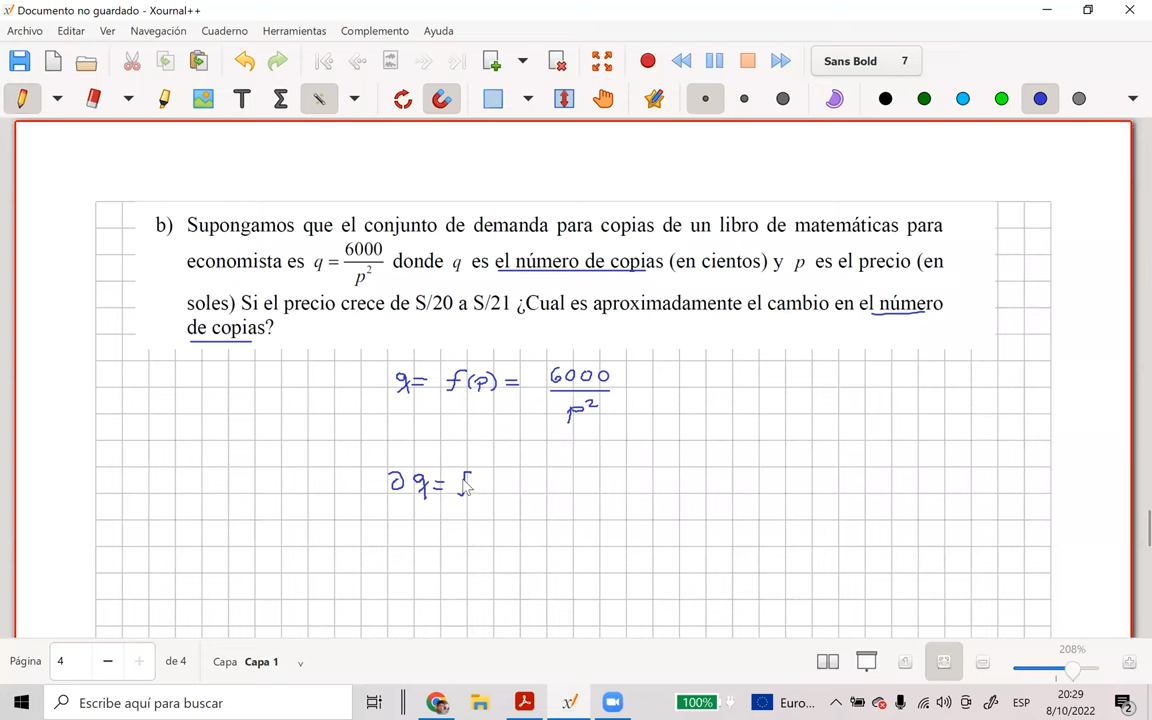 Documento no guardado - Xournal++
Archivo Editar Ver Navegación Cuaderno Herramientas Complemento Ayuda
Sans Bold 7
b) Supongamos que el conjunto de demanda para copias de un libro de matemáticas para
economista es q = 6000/p² donde q es el número de copias (en cientos) y p es el precio (en
soles) Si el precio crece de S/20 a S/21 ¿Cual es aproximadamente el cambio en el número
de copias?
q = f(p) = 6000/p²
∂q =
Página 4 de 4 Capa Capa 1 208%
Escribe aquí para buscar 100% Euro... ESP 20:29
8/10/2022 2